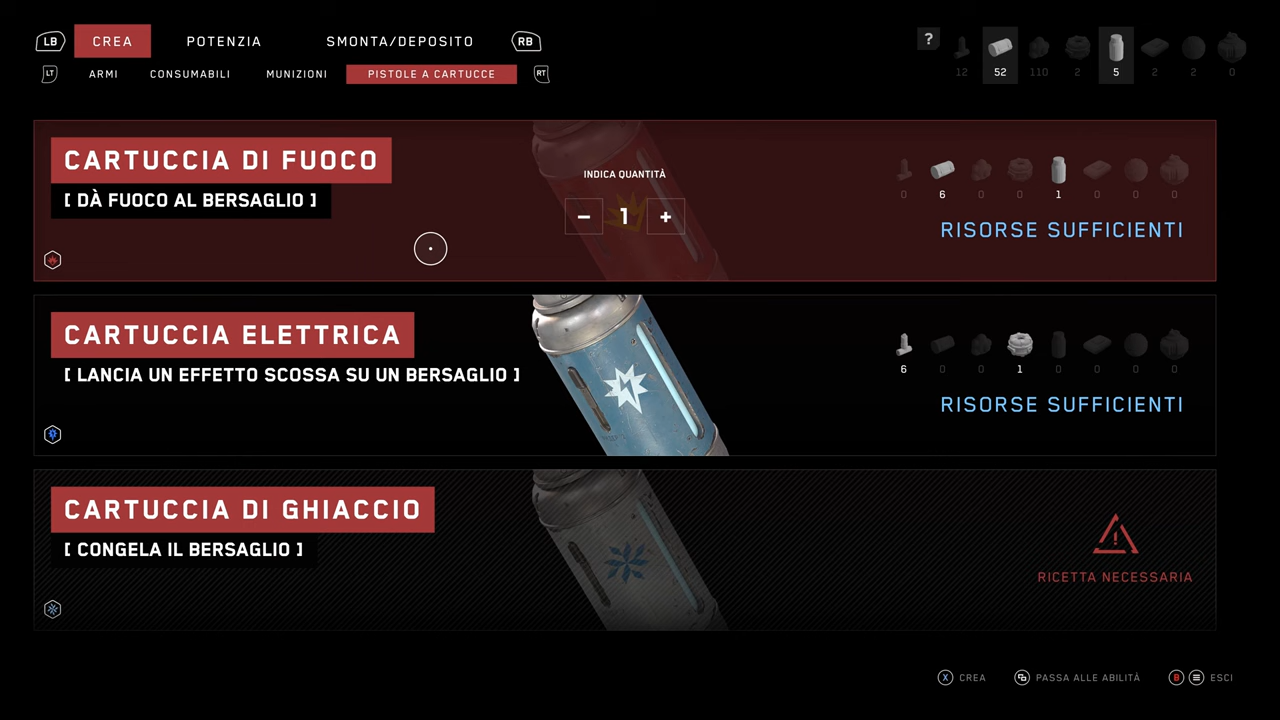 LB CREA POTENZIA SMONTA/DEPOSITO RB
LT ARMI CONSUMABILI MUNIZIONI PISTOLE A CARTUCCE RT
?
12 52 110 2 5 2 2 0
CARTUCCIA DI FUOCO
[ DÀ FUOCO AL BERSAGLIO ]
INDICA QUANTITÀ
− 1 +
0 6 0 0 1 0 0 0
RISORSE SUFFICIENTI
CARTUCCIA ELETTRICA
[ LANCIA UN EFFETTO SCOSSA SU UN BERSAGLIO ]
6 0 0 1 0 0 0 0
RISORSE SUFFICIENTI
CARTUCCIA DI GHIACCIO
[ CONGELA IL BERSAGLIO ]
RICETTA NECESSARIA
X CREA PASSA ALLE ABILITÀ B ESCI